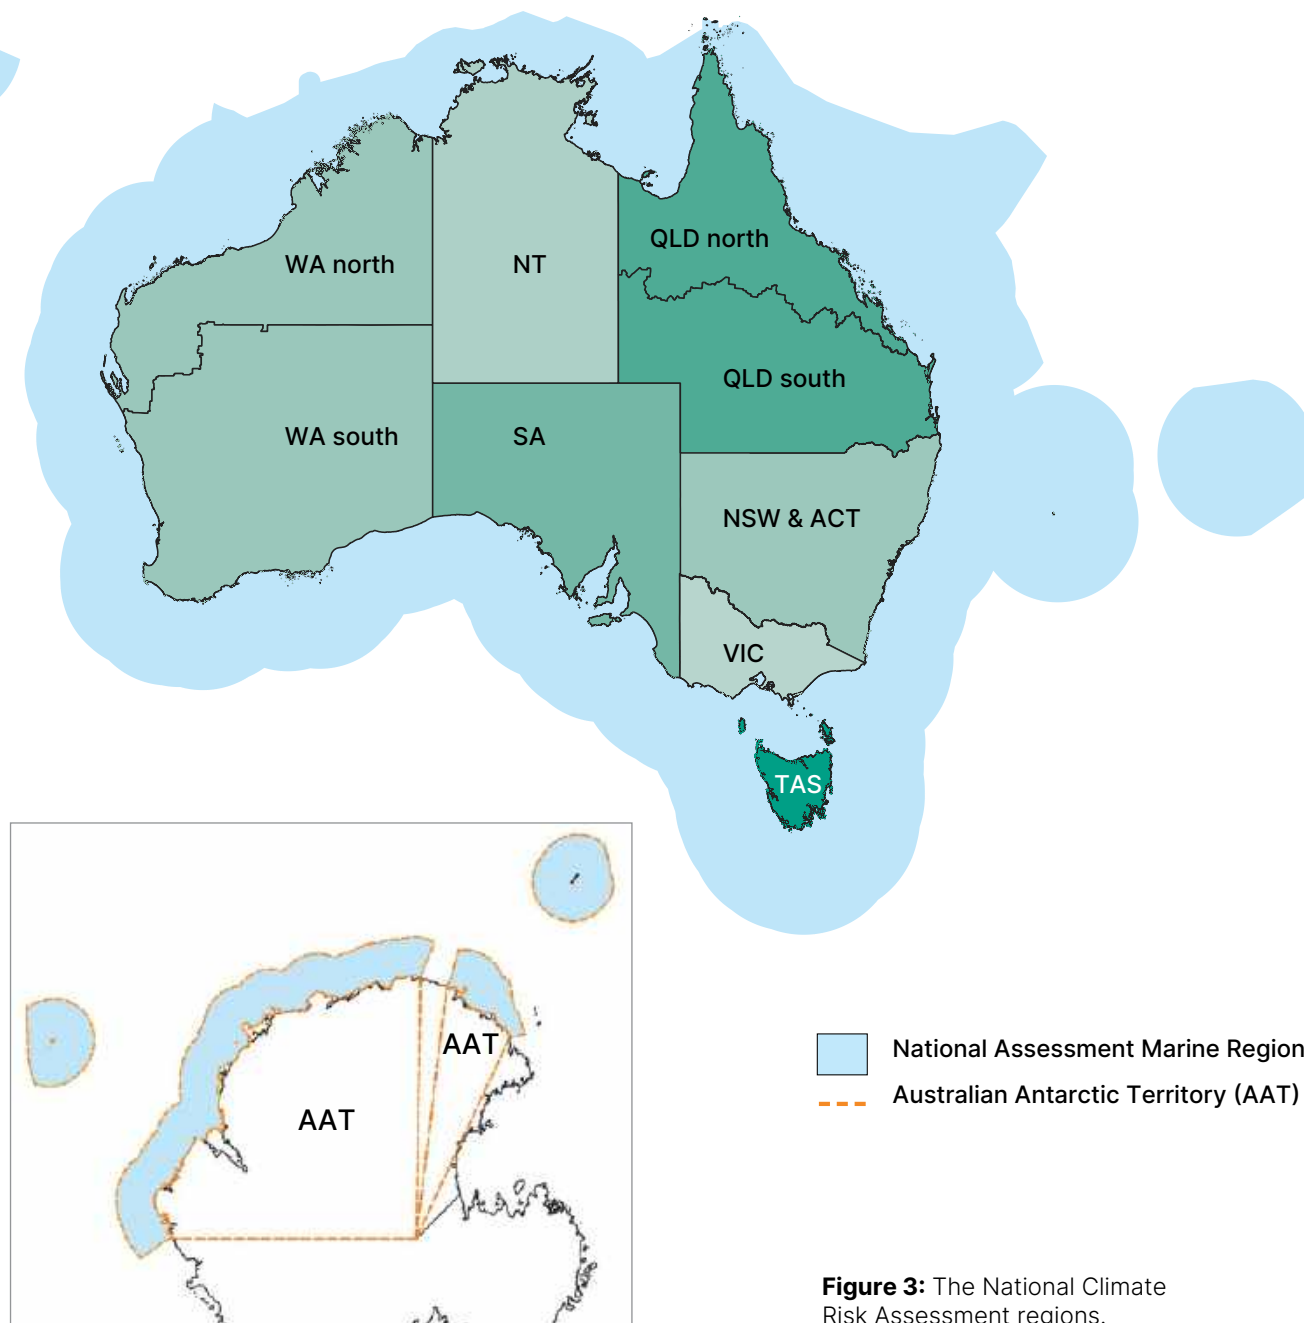 QLD north
WA north
NT
QLD south
WA south
SA
NSW & ACT
VIC
TAS
AAT
AAT
National Assessment Marine Region
Australian Antarctic Territory (AAT)
Figure 3: The National Climate
Risk Assessment regions.